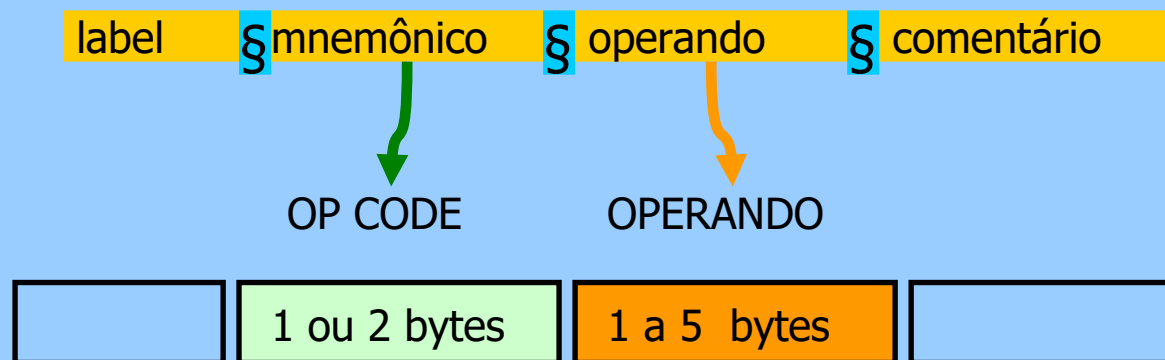 label § mnemônico § operando § comentário
OP CODE OPERANDO
1 ou 2 bytes 1 a 5 bytes